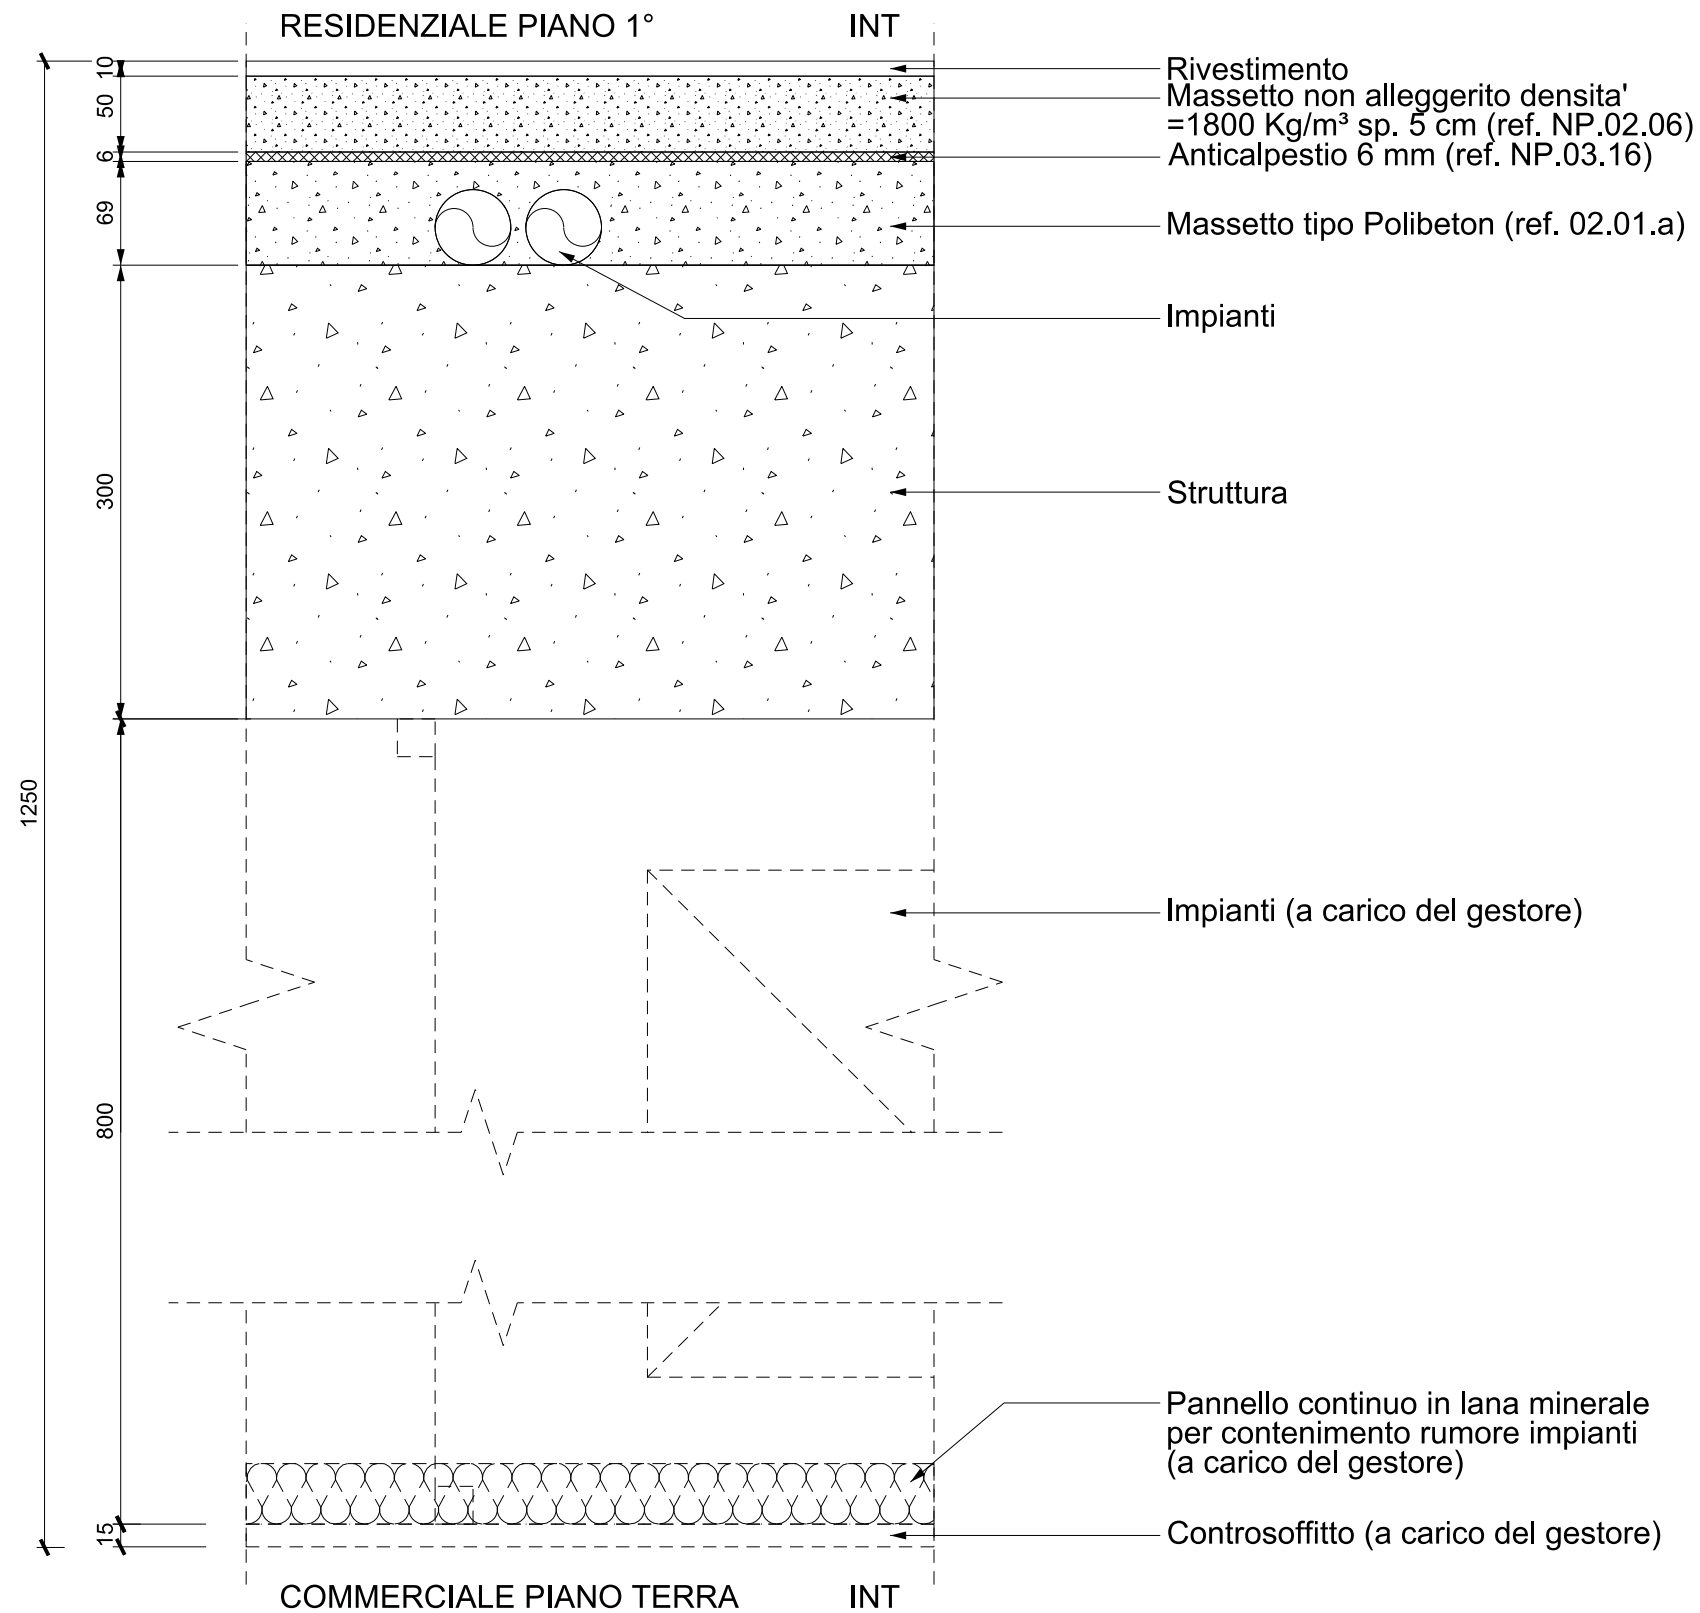 RESIDENZIALE PIANO 1° INT
10
50
6
69
300
1250
800
15
Rivestimento
Massetto non alleggerito densita'
=1800 Kg/m³ sp. 5 cm (ref. NP.02.06)
Anticalpestio 6 mm (ref. NP.03.16)
Massetto tipo Polibeton (ref. 02.01.a)
Impianti
Struttura
Impianti (a carico del gestore)
Pannello continuo in lana minerale
per contenimento rumore impianti
(a carico del gestore)
Controsoffitto (a carico del gestore)
COMMERCIALE PIANO TERRA INT